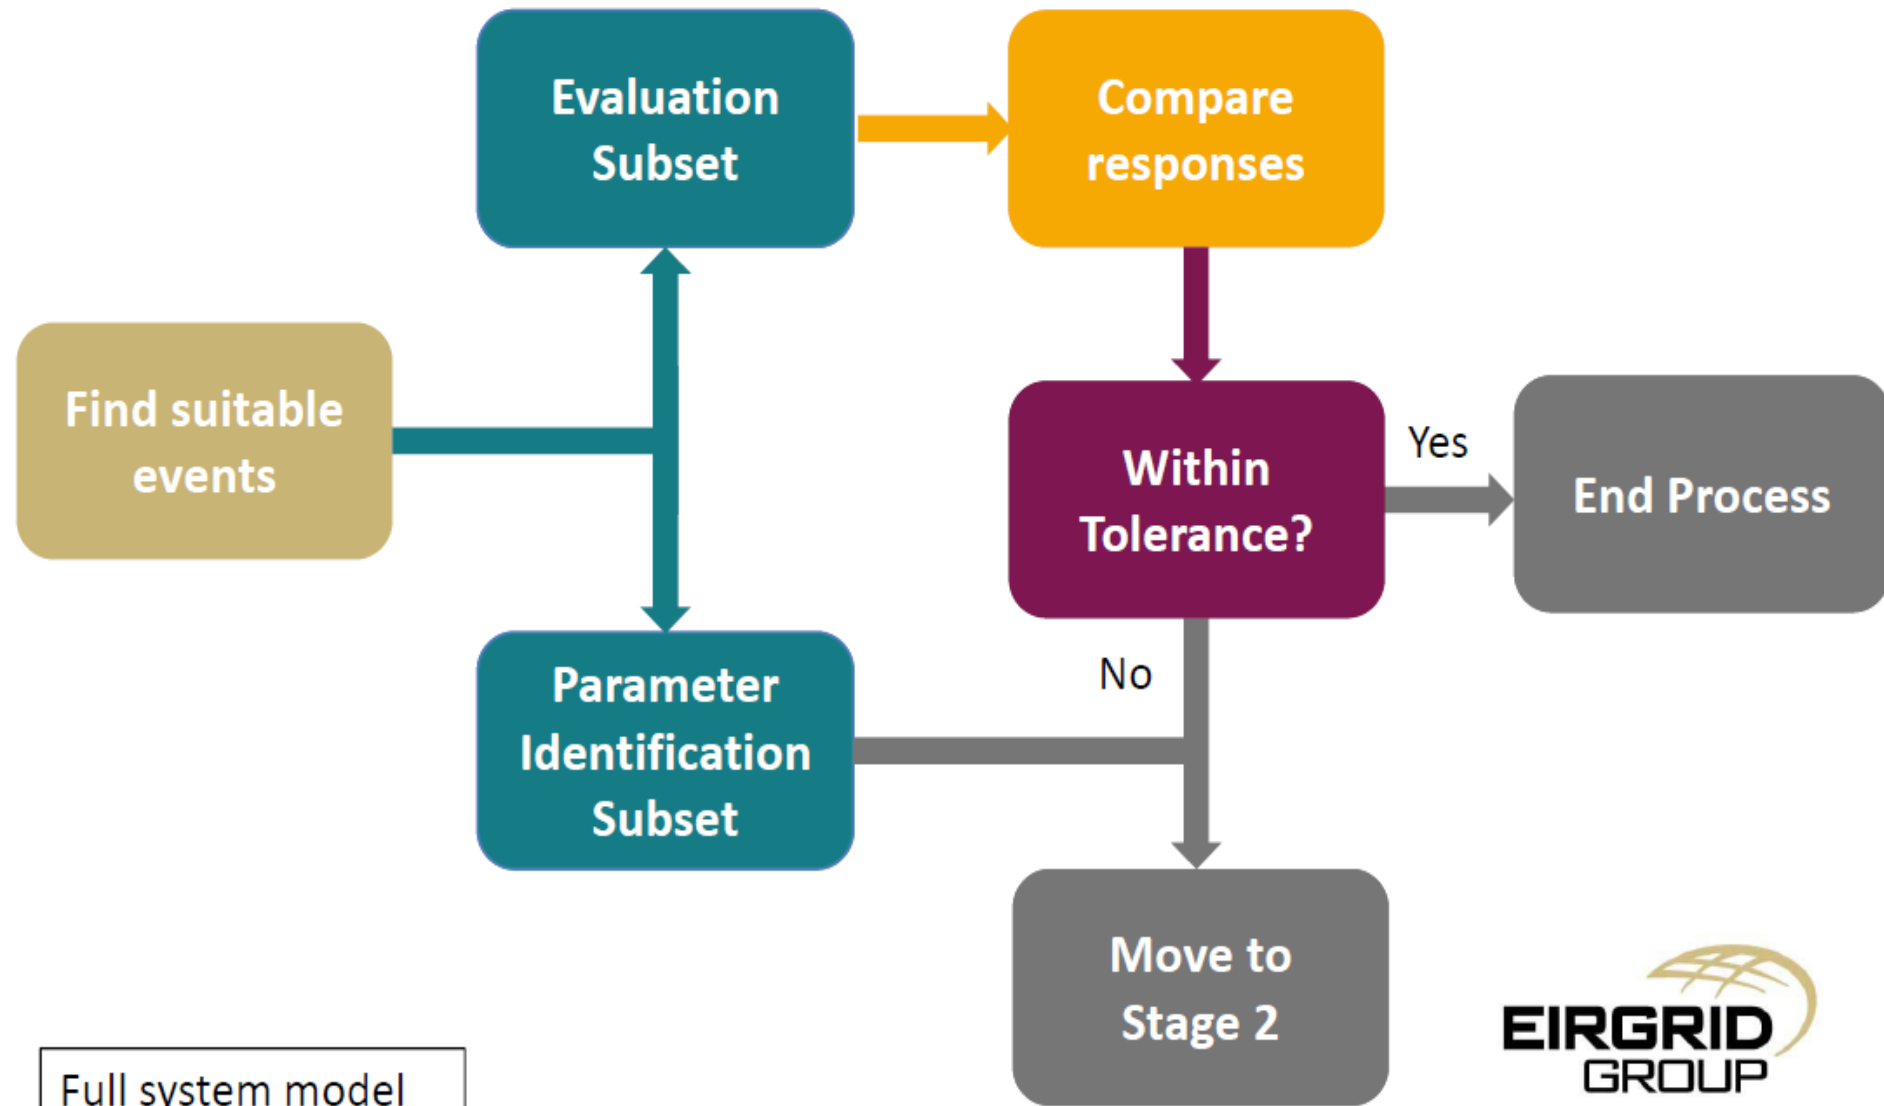 Evaluation
Subset
Compare
responses
Find suitable
events
Within
Tolerance?
Yes
End Process
No
Parameter
Identification
Subset
Move to
Stage 2
EIRGRID
GROUP
Full system model